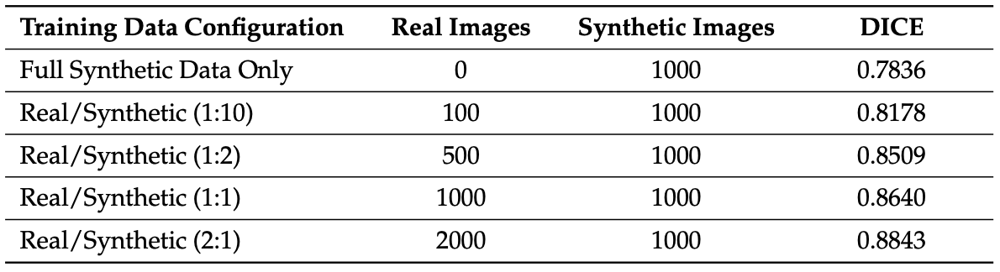 Training Data Configuration Real Images Synthetic Images DICE
Full Synthetic Data Only 0 1000 0.7836
Real/Synthetic (1:10) 100 1000 0.8178
Real/Synthetic (1:2) 500 1000 0.8509
Real/Synthetic (1:1) 1000 1000 0.8640
Real/Synthetic (2:1) 2000 1000 0.8843